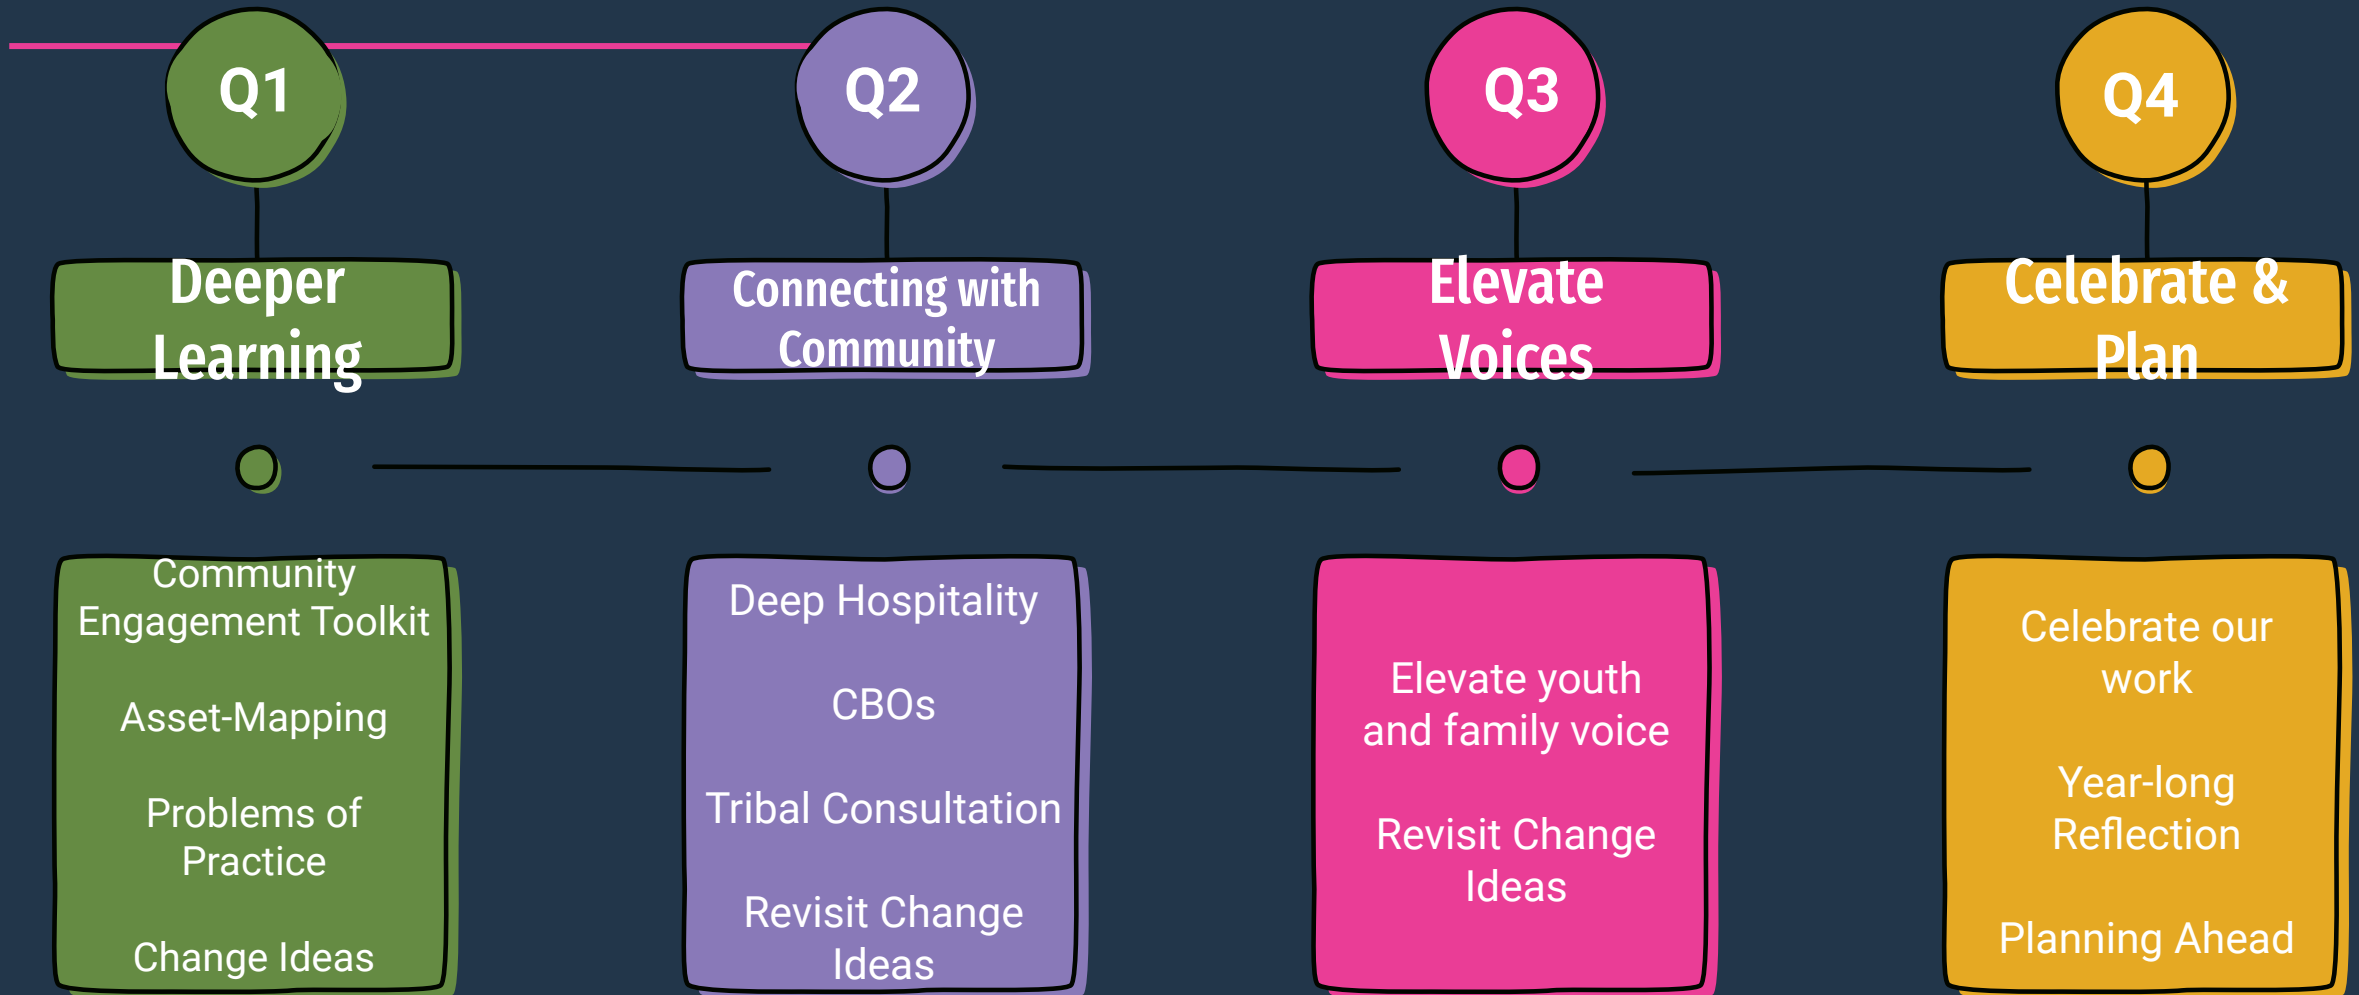 Q1
Deeper
Learning
Community
Engagement Toolkit
Asset-Mapping
Problems of
Practice
Change Ideas
Q2
Connecting with
Community
Deep Hospitality
CBOs
Tribal Consultation
Revisit Change
Ideas
Q3
Elevate
Voices
Elevate youth
and family voice
Revisit Change
Ideas
Q4
Celebrate &
Plan
Celebrate our
work
Year-long
Reflection
Planning Ahead